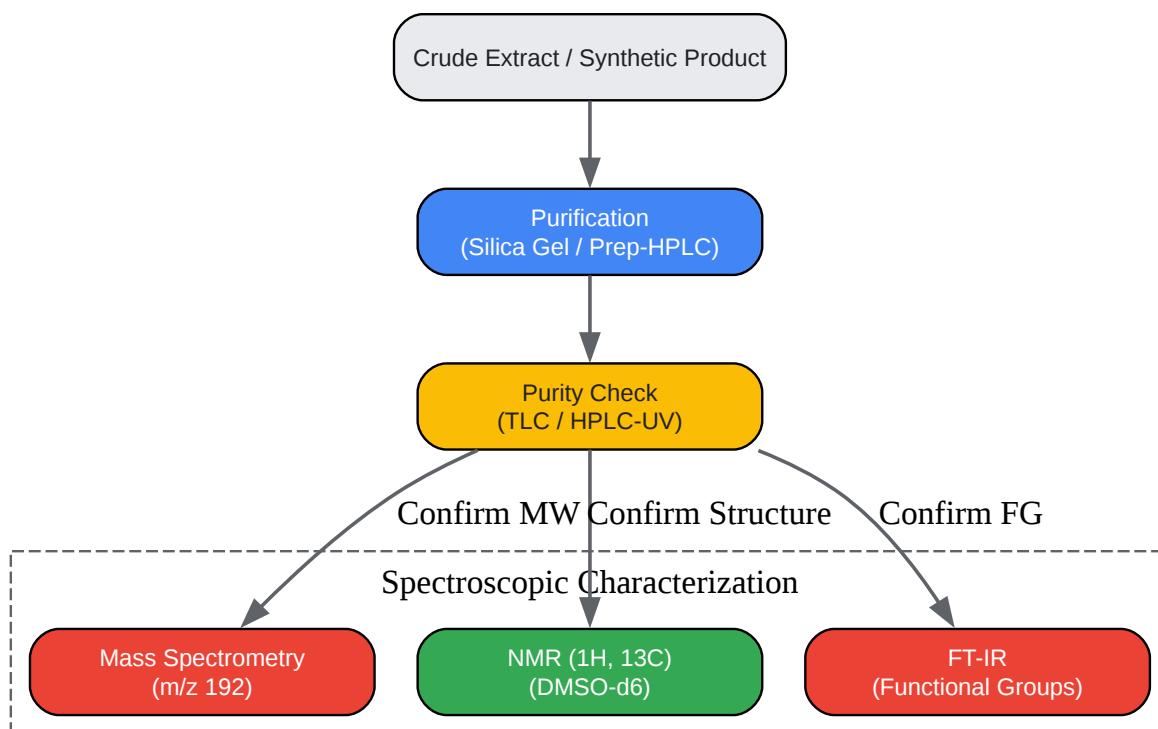 Crude Extract / Synthetic Product
Purification
(Silica Gel / Prep-HPLC)
Purity Check
(TLC / HPLC-UV)
Confirm MW
Confirm Structure
Confirm FG
Spectroscopic Characterization
Mass Spectrometry
(m/z 192)
NMR (1H, 13C)
(DMSO-d6)
FT-IR
(Functional Groups)